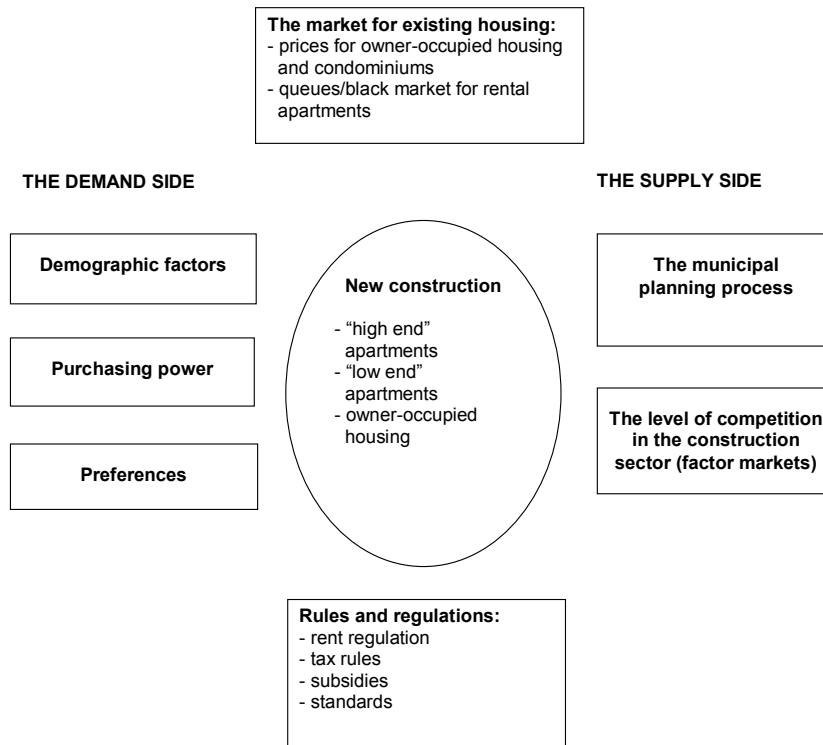 The market for existing housing:
- prices for owner-occupied housing
and condominiums
- queues/black market for rental
apartments
THE DEMAND SIDE
THE SUPPLY SIDE
Demographic factors
Purchasing power
Preferences
New construction
- “high end”
apartments
- “low end”
apartments
- owner-occupied
housing
The municipal
planning process
The level of competition
in the construction
sector (factor markets)
Rules and regulations:
- rent regulation
- tax rules
- subsidies
- standards